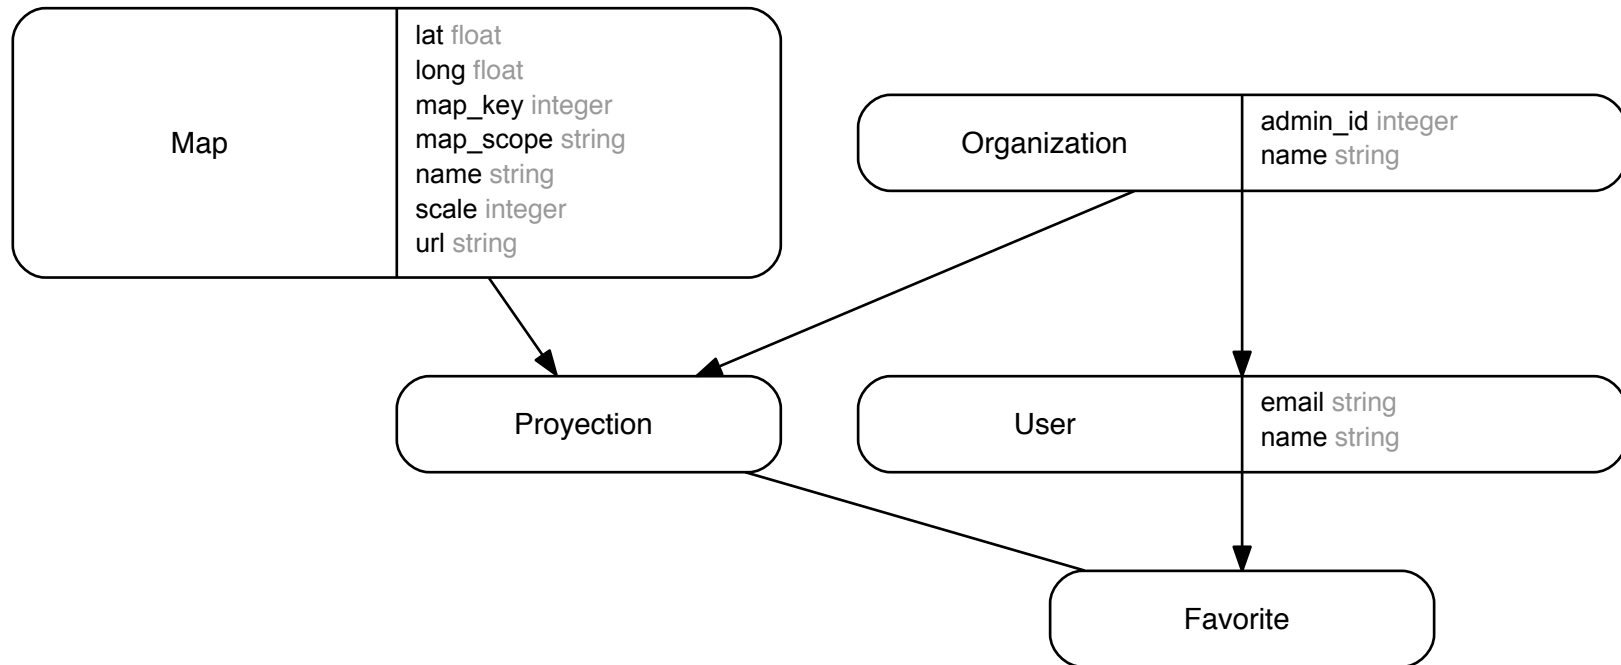 Map
lat float
long float
map_key integer
map_scope string
name string
scale integer
url string
Organization
admin_id integer
name string
Proyection
User
email string
name string
Favorite